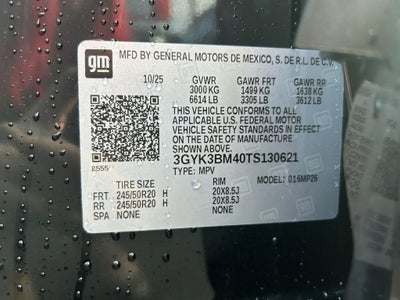 gm
MFD BY GENERAL MOTORS DE MEXICO, S. DE R.L. DE C.V.
10/25 GVWR GAWR FRT GAWR RR
3000 KG 1499 KG 1638 KG
6614 LB 3305 LB 3612 LB
THIS VEHICLE CONFORMS TO ALL
APPLICABLE U.S. FEDERAL MOTOR
VEHICLE SAFETY STANDARDS IN
EFFECT ON THE DATE OF
MANUFACTURE SHOWN ABOVE.
8555
3GYK3BM40TS130621
TYPE: MPV MODEL: 016MP26
TIRE SIZE RIM
FRT 245/50R20 H 20X8.5J
RR 245/50R20 H 20X8.5J
SPA NONE NONE